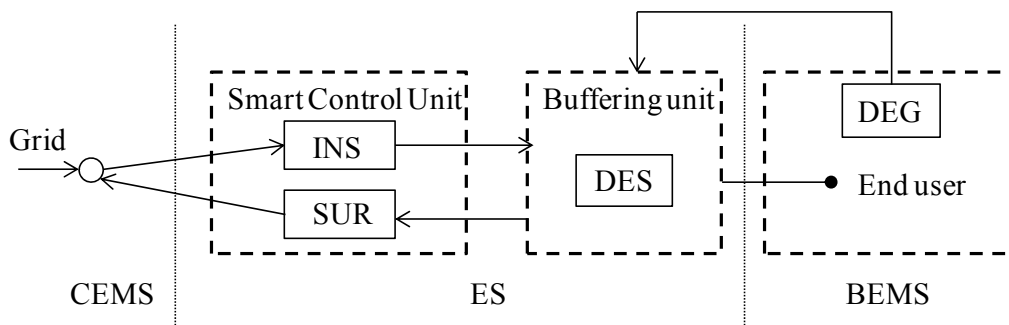 Smart Control Unit
Buffering unit
DEG
Grid
INS
DES
End user
SUR
CEMS
ES
BEMS